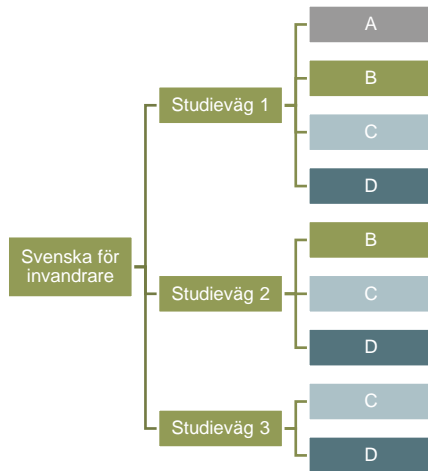 Svenska för
invandrare
Studieväg 1
A
B
C
D
Studieväg 2
B
C
D
Studieväg 3
C
D